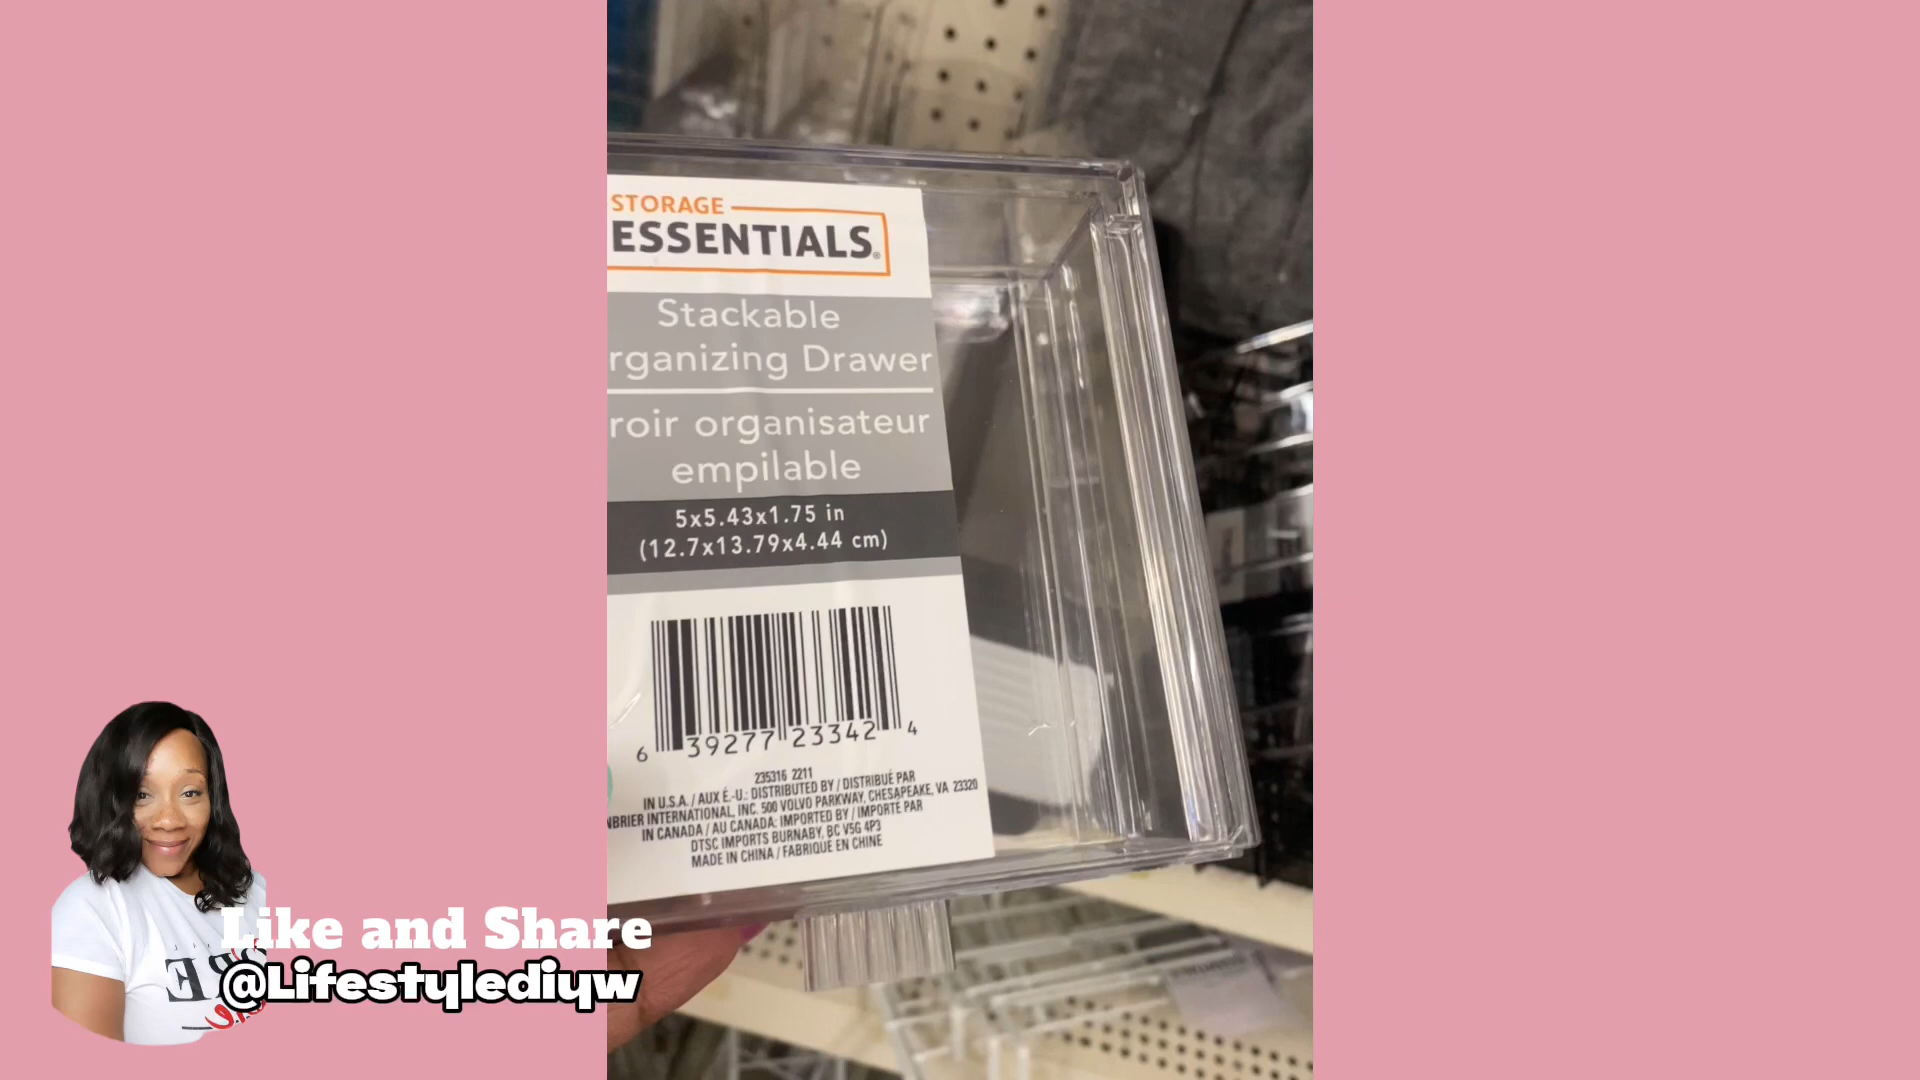 STORAGE
ESSENTIALS®
Stackable
rganizing Drawer
roir organisateur
empilable
5x5.43x1.75 in
(12.7x13.79x4.44 cm)
6 39277 23342 4
235316 2211
IN U.S.A. / AUX É.-U.: DISTRIBUTED BY / DISTRIBUÉ PAR
NBRIER INTERNATIONAL, INC. 500 VOLVO PARKWAY, CHESAPEAKE, VA 23320
IN CANADA / AU CANADA: IMPORTED BY / IMPORTÉ PAR
DTSC IMPORTS BURNABY, BC V5G 4P3
MADE IN CHINA / FABRIQUÉ EN CHINE
Like and Share
@Lifestylediyw